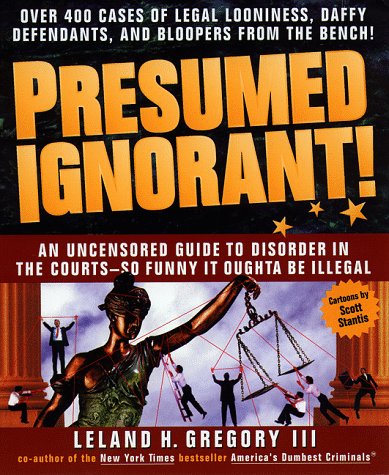 OVER 400 CASES OF LEGAL LOONINESS, DAFFY
DEFENDANTS, AND BLOOPERS FROM THE BENCH!
PRESUMED
IGNORANT!
AN UNCENSORED GUIDE TO DISORDER IN
THE COURTS—SO FUNNY IT OUGHTA BE ILLEGAL
Cartoons by
Scott
Stantis
LELAND H. GREGORY III
co-author of the New York Times bestseller America's Dumbest Criminals